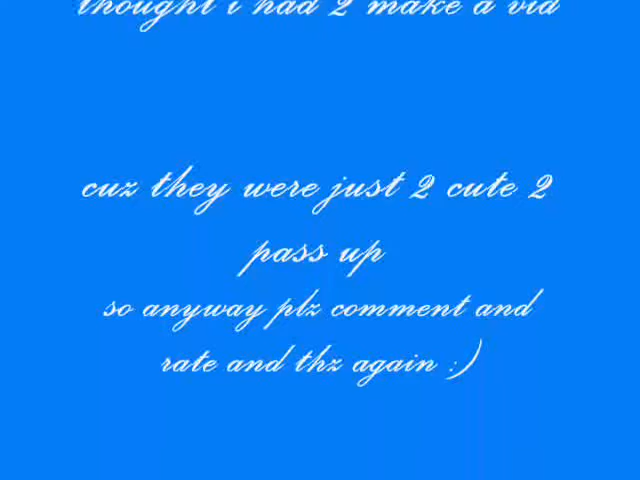 thought i had 2 make a vid
cuz they were just 2 cute 2
pass up
so anyway plz comment and
rate and thz again :)